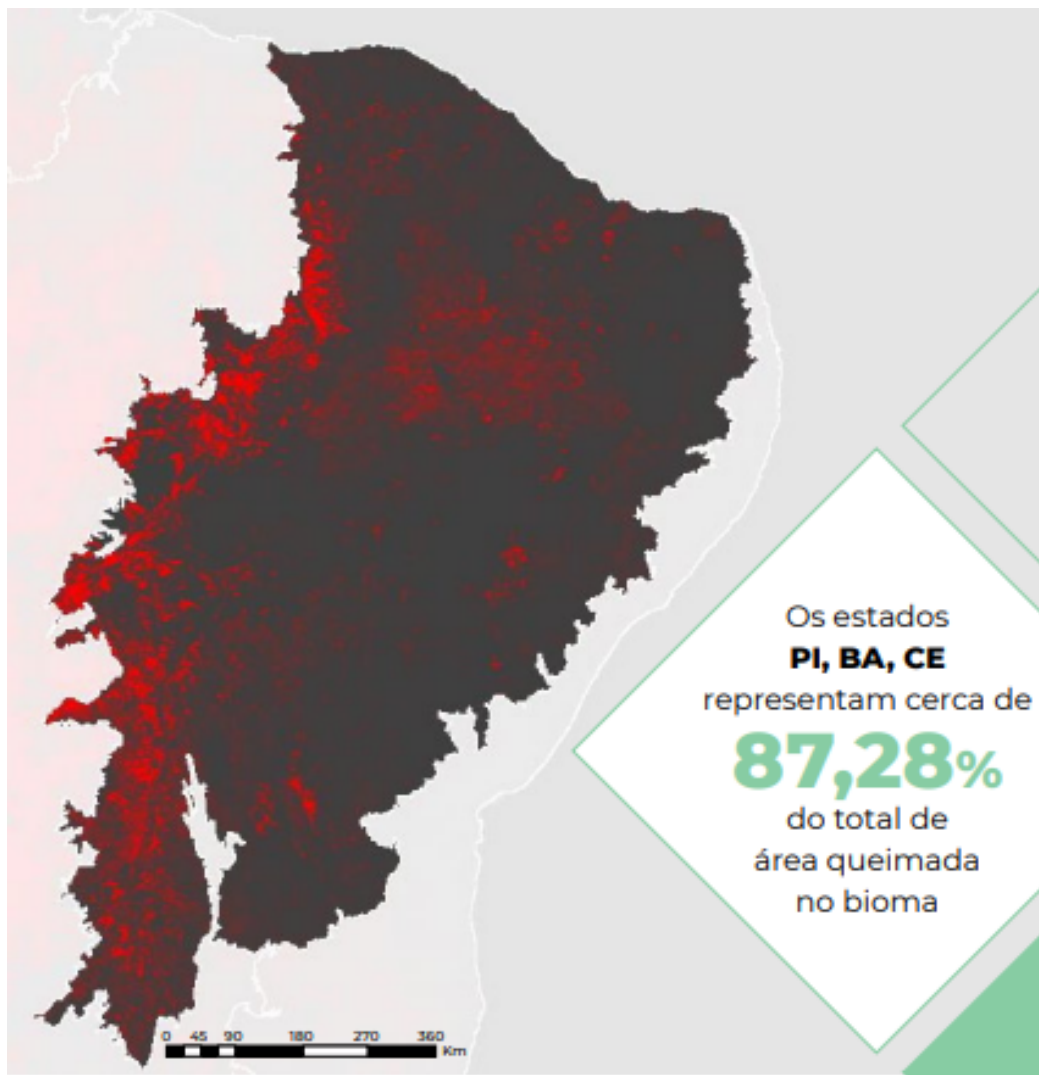 Os estados
PI, BA, CE
representam cerca de
87,28%
do total de
área queimada
no bioma
0 45 90 180 270 360
Km